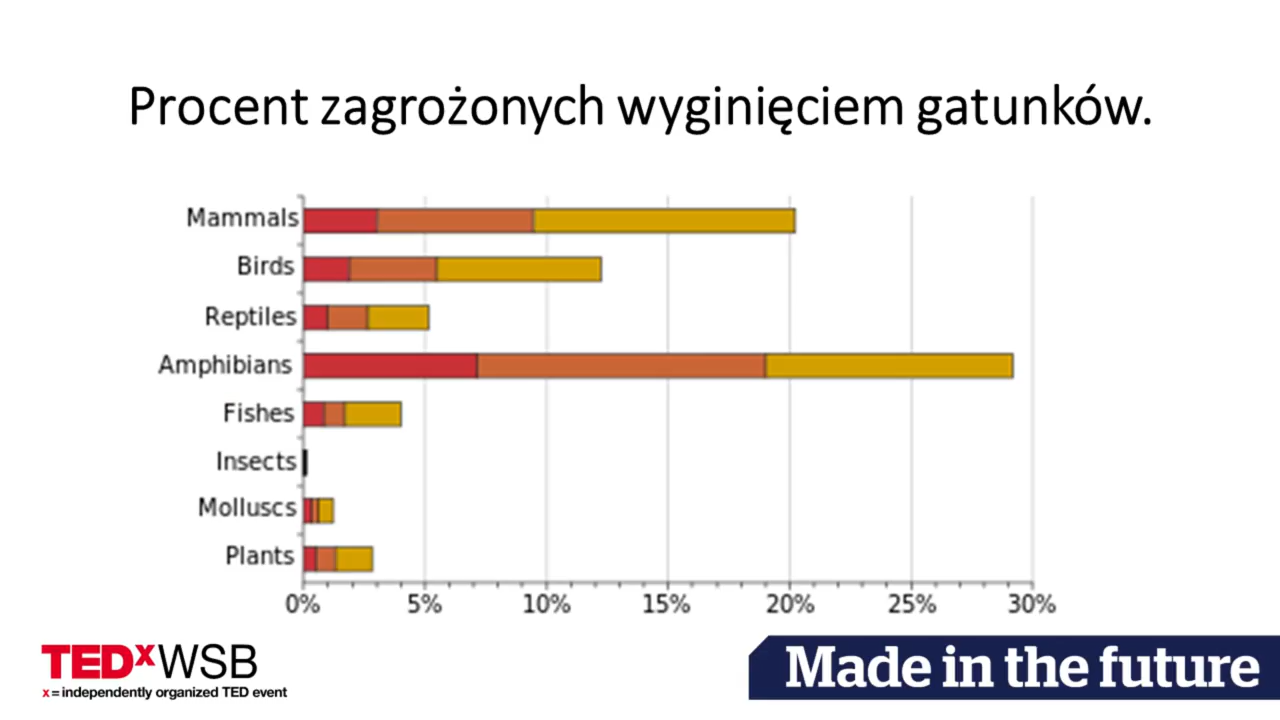 Procent zagrożonych wyginięciem gatunków.
Mammals
Birds
Reptiles
Amphibians
Fishes
Insects
Molluscs
Plants
0% 5% 10% 15% 20% 25% 30%
TEDxWSB
x = independently organized TED event
Made in the future